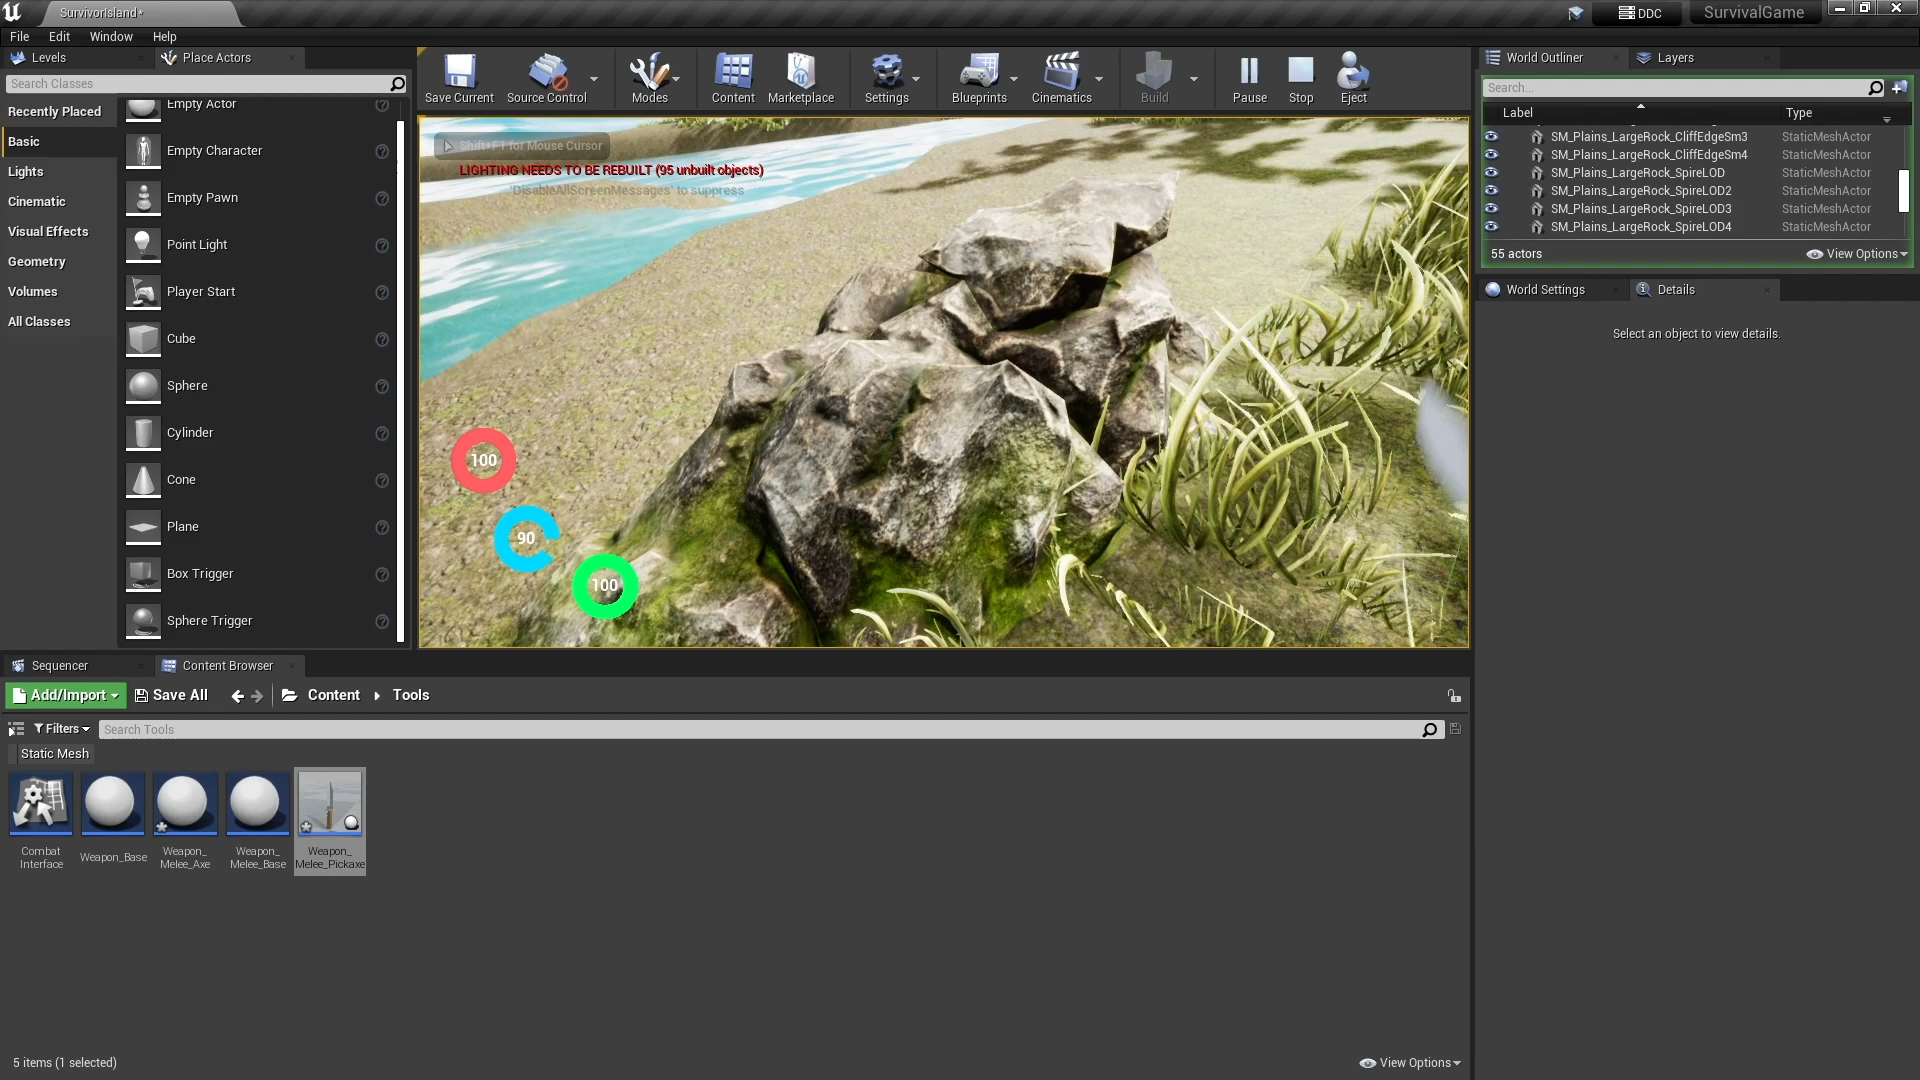 SurvivorIsland*
DDC
SurvivalGame
File Edit Window Help
Levels
Place Actors
Search Classes
Recently Placed
Basic
Lights
Cinematic
Visual Effects
Geometry
Volumes
All Classes
Empty Actor
Empty Character
Empty Pawn
Point Light
Player Start
Cube
Sphere
Cylinder
Cone
Plane
Box Trigger
Sphere Trigger
Save Current
Source Control
Modes
Content
Marketplace
Settings
Blueprints
Cinematics
Build
Pause
Stop
Eject
Shift+F1 for Mouse Cursor
LIGHTING NEEDS TO BE REBUILT (95 unbuilt objects)
'DisableAllScreenMessages' to suppress
100
90
100
World Outliner
Layers
Search...
Label Type
SM_Plains_LargeRock_CliffEdgeSm3 StaticMeshActor
SM_Plains_LargeRock_CliffEdgeSm4 StaticMeshActor
SM_Plains_LargeRock_SpireLOD StaticMeshActor
SM_Plains_LargeRock_SpireLOD2 StaticMeshActor
SM_Plains_LargeRock_SpireLOD3 StaticMeshActor
SM_Plains_LargeRock_SpireLOD4 StaticMeshActor
55 actors
View Options
World Settings
Details
Select an object to view details.
Sequencer
Content Browser
Add/Import
Save All
Content
Tools
Filters
Search Tools
Static Mesh
Combat
Interface
Weapon_Base
Weapon_
Melee_Axe
Weapon_
Melee_Base
Weapon_
Melee_Pickaxe
5 items (1 selected)
View Options